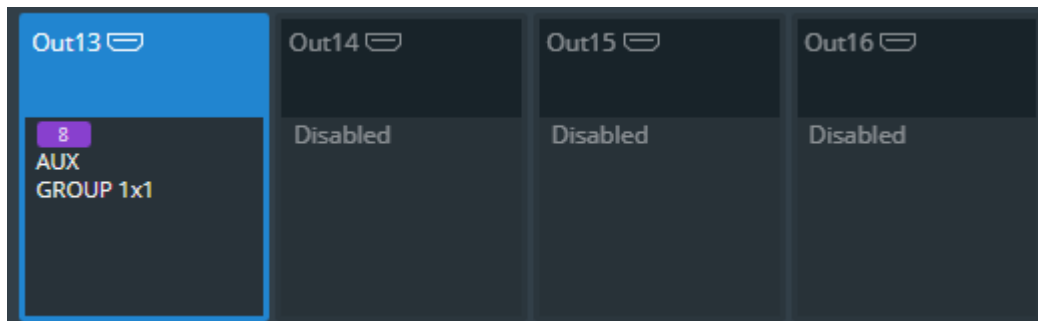 Out13
8
AUX
GROUP 1x1
Out14
Disabled
Out15
Disabled
Out16
Disabled